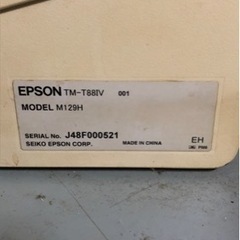 EPSON TM-T88IV 001
MODEL M129H
SERIAL No. J48F000521
SEIKO EPSON CORP. MADE IN CHINA
EH